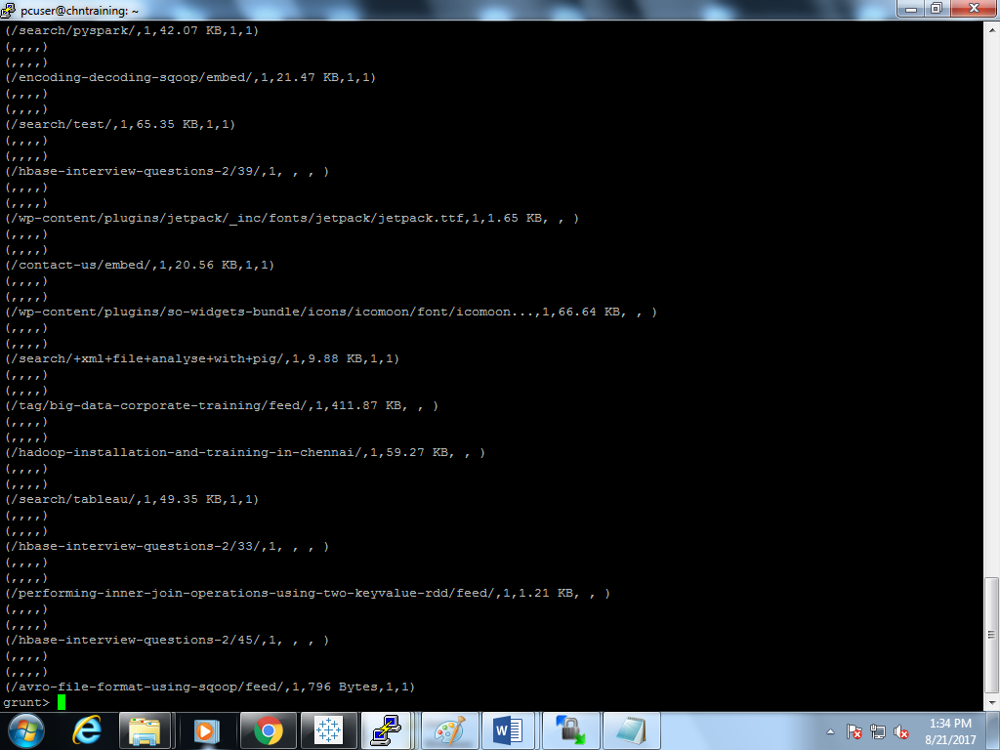 pcuser@chntraining: ~
(/search/pyspark/,1,42.07 KB,1,1)
(,,,,)
(,,,,)
(/encoding-decoding-sqoop/embed/,1,21.47 KB,1,1)
(,,,,)
(,,,,)
(/search/test/,1,65.35 KB,1,1)
(,,,,)
(,,,,)
(/hbase-interview-questions-2/39/,1, , , )
(,,,,)
(,,,,)
(/wp-content/plugins/jetpack/_inc/fonts/jetpack/jetpack.ttf,1,1.65 KB, , )
(,,,,)
(,,,,)
(/contact-us/embed/,1,20.56 KB,1,1)
(,,,,)
(,,,,)
(/wp-content/plugins/so-widgets-bundle/icons/icomoon/font/icomoon...,1,66.64 KB, , )
(,,,,)
(,,,,)
(/search/+xml+file+analyse+with+pig/,1,9.88 KB,1,1)
(,,,,)
(,,,,)
(/tag/big-data-corporate-training/feed/,1,411.87 KB, , )
(,,,,)
(,,,,)
(/hadoop-installation-and-training-in-chennai/,1,59.27 KB, , )
(,,,,)
(,,,,)
(/search/tableau/,1,49.35 KB,1,1)
(,,,,)
(,,,,)
(/hbase-interview-questions-2/33/,1, , , )
(,,,,)
(,,,,)
(/performing-inner-join-operations-using-two-keyvalue-rdd/feed/,1,1.21 KB, , )
(,,,,)
(,,,,)
(/hbase-interview-questions-2/45/,1, , , )
(,,,,)
(,,,,)
(/avro-file-format-using-sqoop/feed/,1,796 Bytes,1,1)
grunt>
1:34 PM
8/21/2017